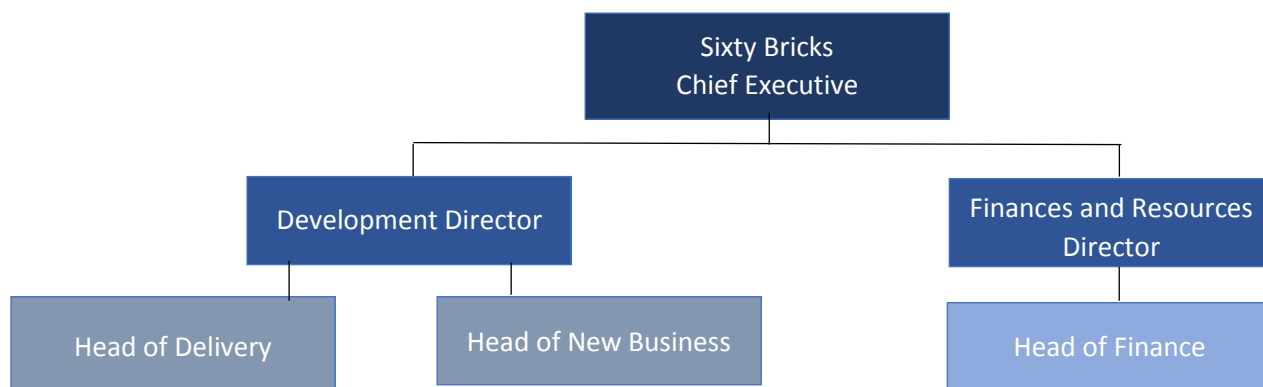 Sixty Bricks
Chief Executive
Development Director
Finances and Resources
Director
Head of Delivery
Head of New Business
Head of Finance